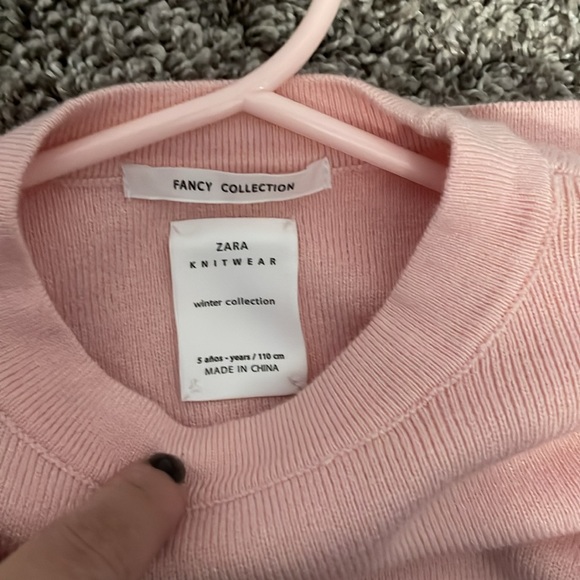 FANCY COLLECTION
ZARA
KNITWEAR
winter collection
5 años - years / 110 cm
MADE IN CHINA